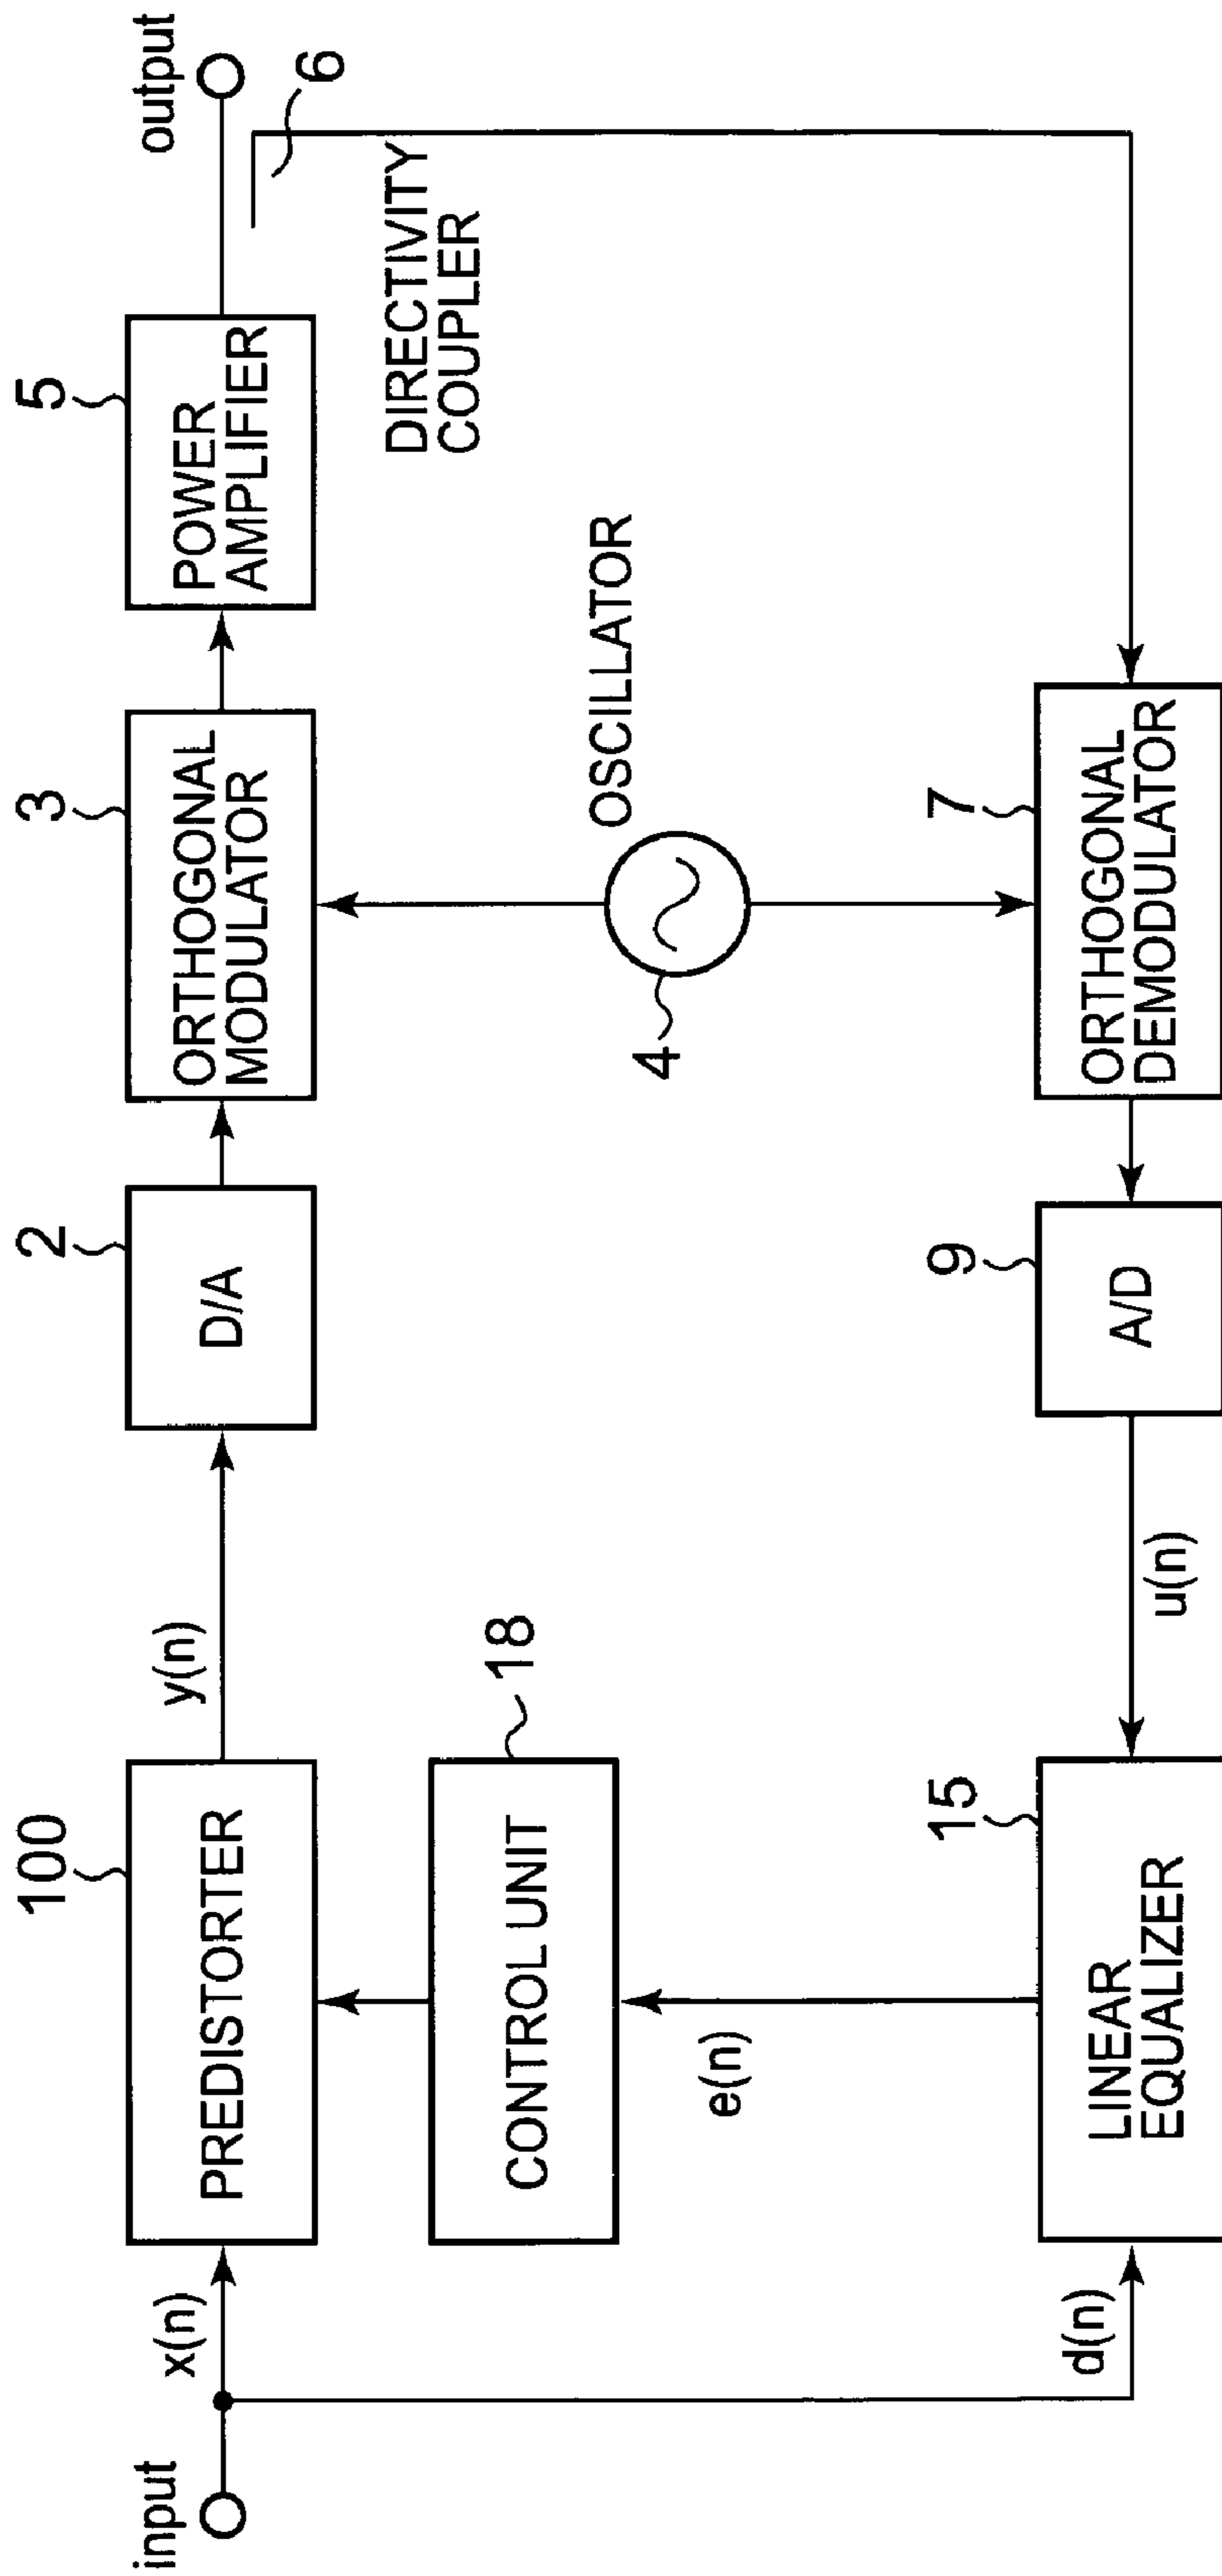 input
x(n)
100
PREDISTORTER
y(n)
2
D/A
3
ORTHOGONAL
MODULATOR
5
POWER
AMPLIFIER
output
6
DIRECTIVITY
COUPLER
18
CONTROL UNIT
OSCILLATOR
4
e(n)
d(n)
15
LINEAR
EQUALIZER
u(n)
9
A/D
7
ORTHOGONAL
DEMODULATOR